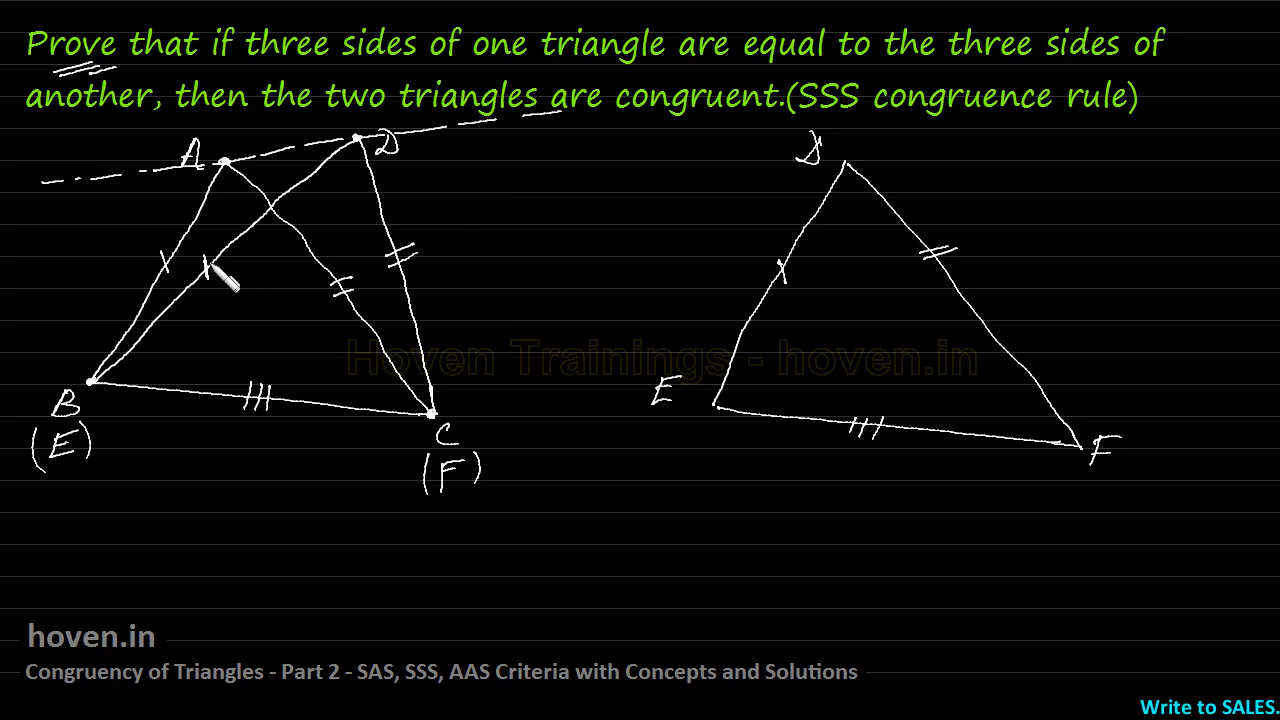 Prove that if three sides of one triangle are equal to the three sides of
another, then the two triangles are congruent.(SSS congruence rule)
A
D
D
B
(E)
C
(F)
E
F
Hoven Trainings - hoven.in
hoven.in
Congruency of Triangles - Part 2 - SAS, SSS, AAS Criteria with Concepts and Solutions
Write to SALES.